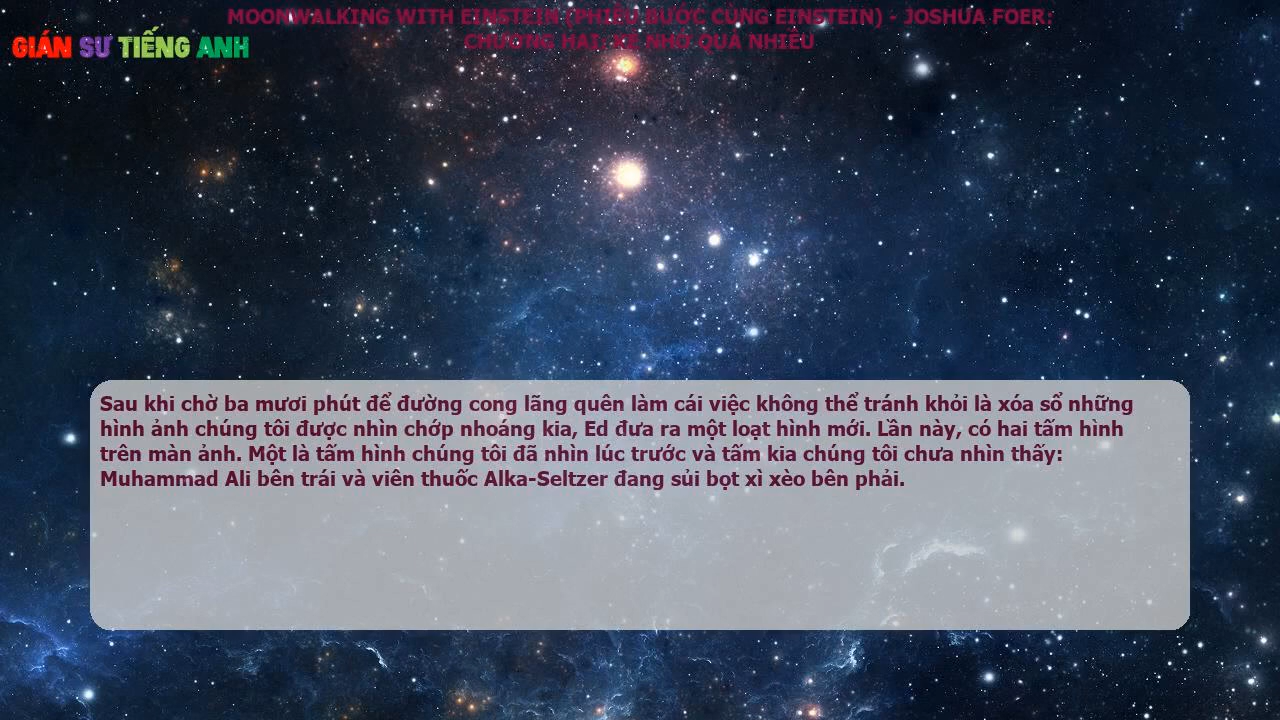 MOONWALKING WITH EINSTEIN (PHIÊU BƯỚC CÙNG EINSTEIN) - JOSHUA FOER:
CHƯƠNG HAI: KẺ NHỚ QUÁ NHIỀU
GIÁN SỨ TIẾNG ANH
Sau khi chờ ba mươi phút để đường cong lãng quên làm cái việc không thể tránh khỏi là xóa sổ những
hình ảnh chúng tôi được nhìn chớp nhoáng kia, Ed đưa ra một loạt hình mới. Lần này, có hai tấm hình
trên màn ảnh. Một là tấm hình chúng tôi đã nhìn lúc trước và tấm kia chúng tôi chưa nhìn thấy:
Muhammad Ali bên trái và viên thuốc Alka-Seltzer đang sủi bọt xì xèo bên phải.